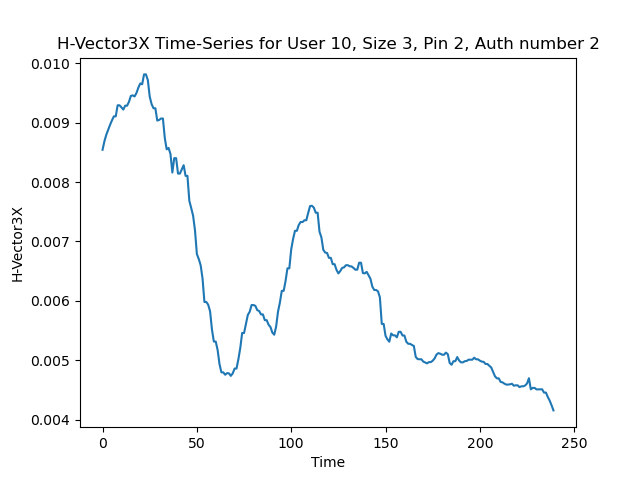 H-Vector3X Time-Series for User 10, Size 3, Pin 2, Auth number 2
0.010
0.009
0.008
0.007
0.006
0.005
0.004
H-Vector3X
0 50 100 150 200 250
Time